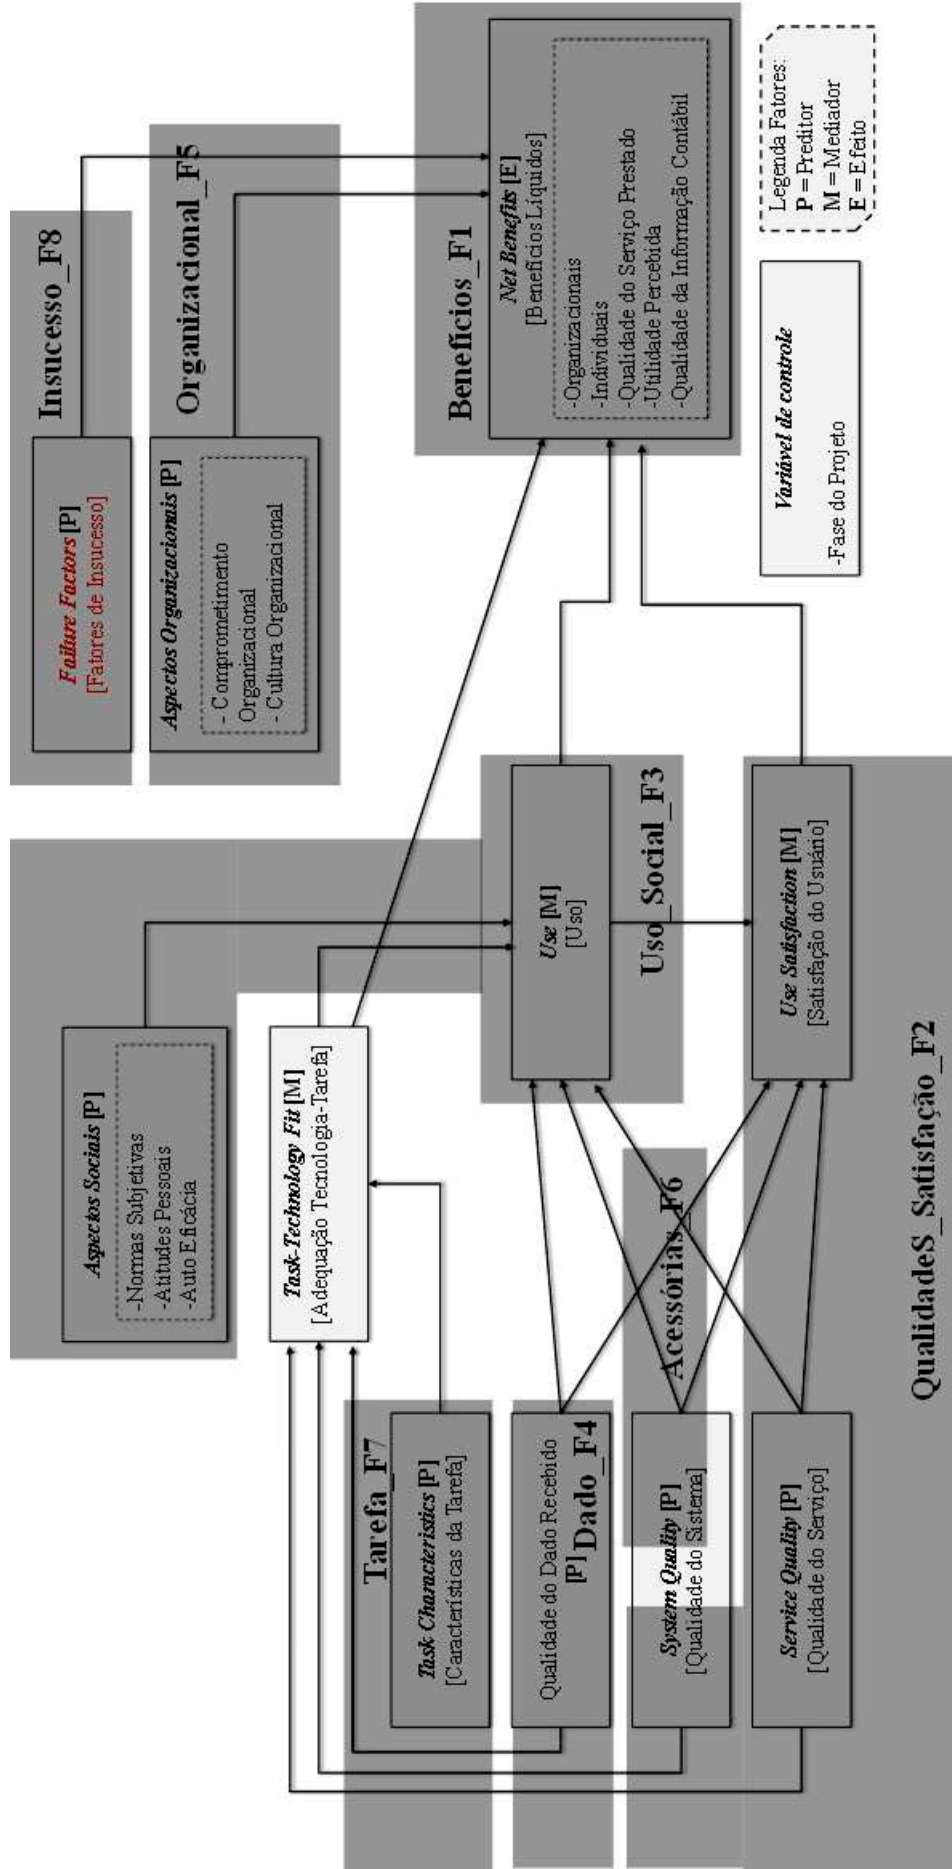 Insucesso_F8
Failure Factors [P]
[Fatores de Insucesso]
Organizacional_F5
Aspectos Organizacionais [P]
- Comprometimento
Organizacional
- Cultura Organizacional
Aspectos Sociais [P]
-Normas Subjetivas
-Atitudes Pessoais
-Auto Eficácia
Task-Technology Fit [M]
[Adequação Tecnologia-Tarefa]
Tarefa_F7
Task Characteristics [P]
[Características da Tarefa]
Qualidade do Dado Recebido
[P]
Dado_F4
Acessórias_F6
System Quality [P]
[Qualidade do Sistema]
Service Quality [P]
[Qualidade do Serviço]
Use [M]
[Uso]
Uso_Social_F3
Use Satisfaction [M]
[Satisfação do Usuário]
QualidadeS_Satisfação_F2
Benefícios_F1
Net Benefits [E]
[Benefícios Líquidos]
-Organizacionais
-Individuais
-Qualidade do Serviço Prestado
-Utilidade Percebida
-Qualidade da Informação Contábil
Variável de controle
-Fase do Projeto
Legenda Fatores:
P = Preditor
M = Mediador
E = Efeito